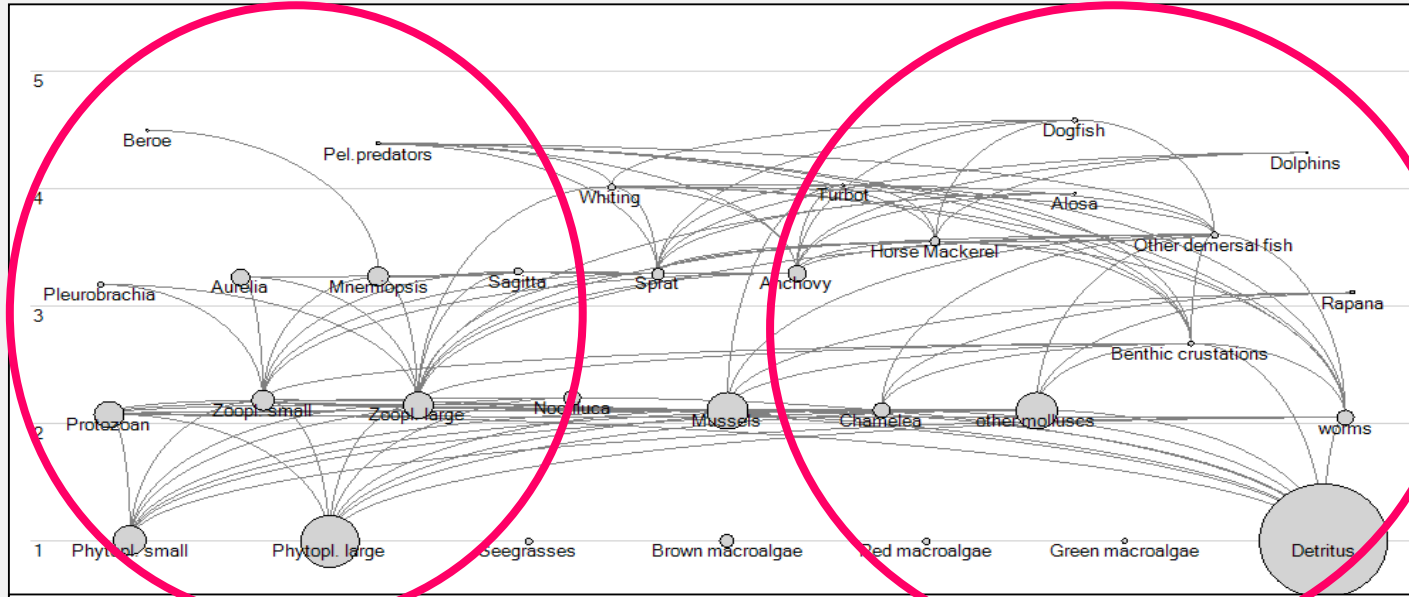 5
Beroe
Pel. predators
Dogfish
Dolphins
4
Whiting
Turbot
Alosa
Horse Mackerel
Other demersal fish
Pleurobrachia
Aurelia
Mnemiopsis
Sagitta
Sprat
Anchovy
Rapana
3
Benthic crustations
Protozoan
Zoopl. small
Zoopl. large
Noctiluca
Mussels
Chamelea
other molluscs
worms
2
1
Phytopl. small
Phytopl. large
Seegrasses
Brown macroalgae
Red macroalgae
Green macroalgae
Detritus